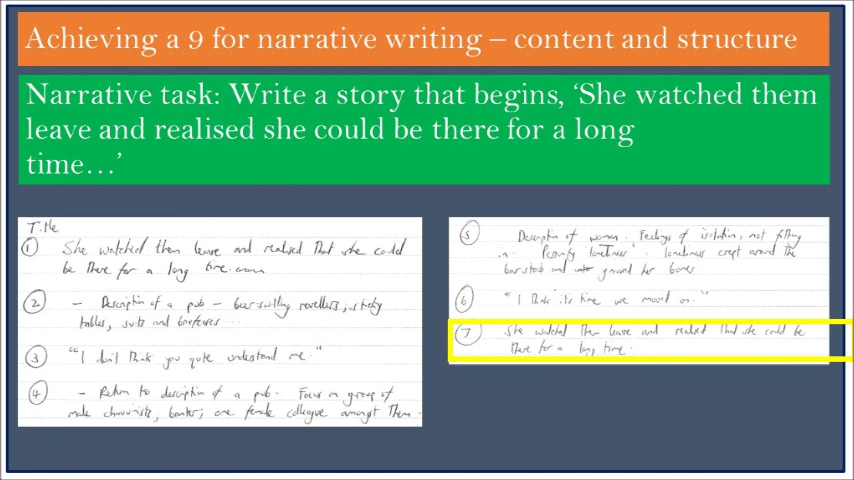 Achieving a 9 for narrative writing – content and structure
Narrative task: Write a story that begins, ‘She watched them
leave and realised she could be there for a long
time…’
Title
① She watched them leave and realised that she could
be there for a long time
② – Description of a pub – beer-swilling revellers, sticky
tables, suits and
③ “I don't think you quite understand me.”
④ – Return to description of a pub. Focus on group of
male chauvinists, banter; one female colleague amongst them.
⑤ Description of woman. Feelings of isolation, not fitting
in. Personify loneliness loneliness crept around the
bar stools and ground her bones.
⑥ “I think it's time we moved on.”
⑦ She watched them leave and realised that she could be
there for a long time.